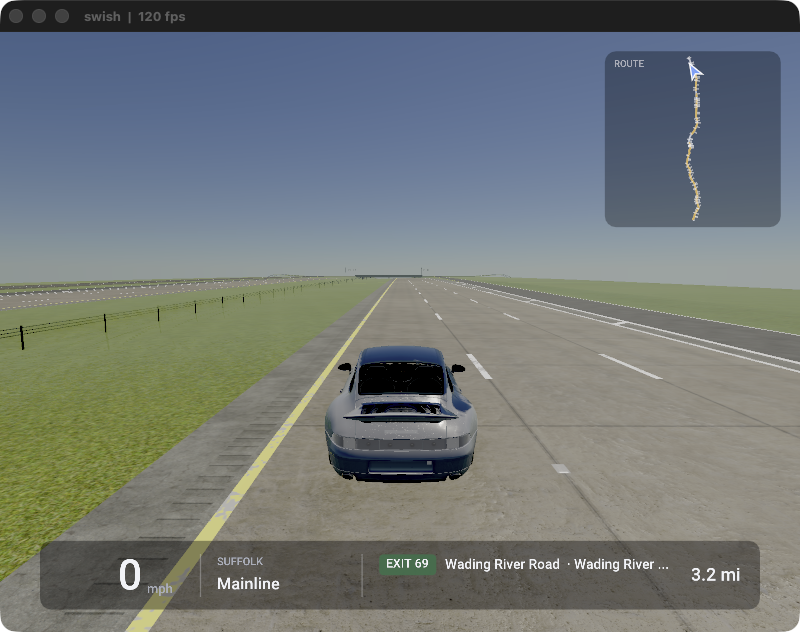 swish | 120 fps
ROUTE
0 mph
SUFFOLK
Mainline
EXIT 69 Wading River Road · Wading River ...
3.2 mi